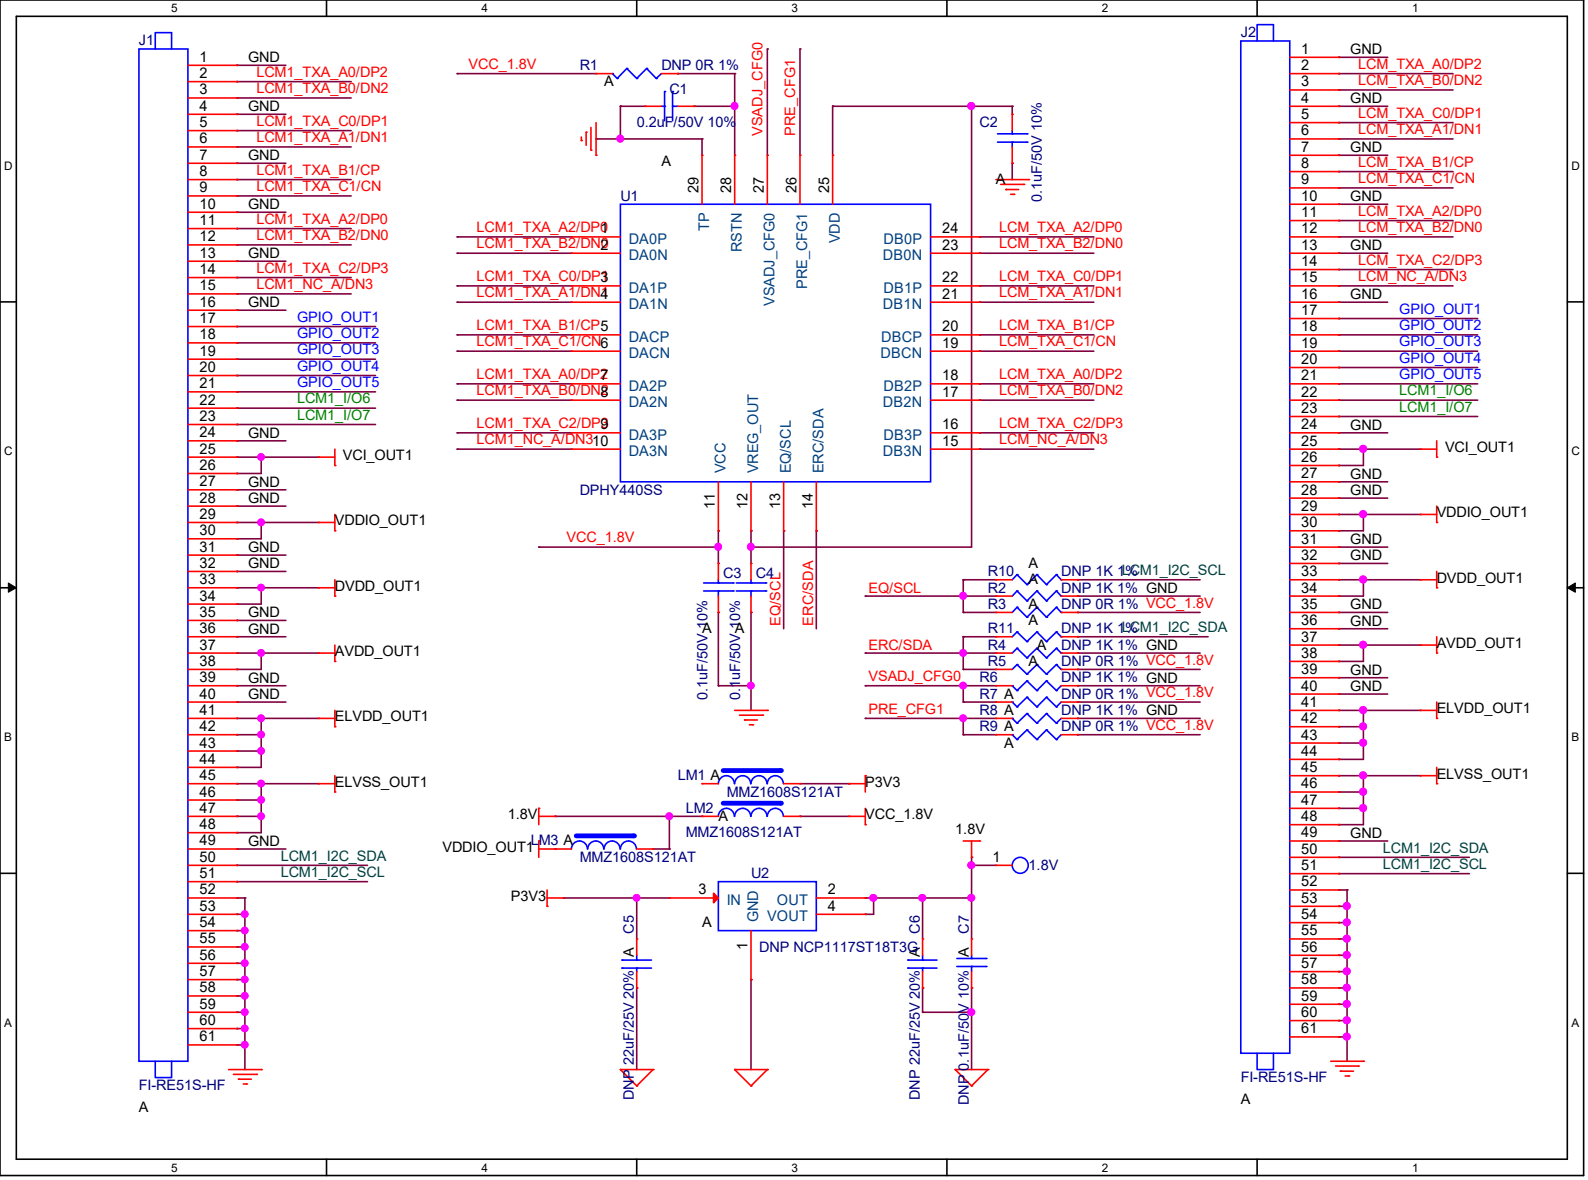 5 4 3 2 1
D
C
B
A
J1
1 GND
2 LCM1_TXA_A0/DP2
3 LCM1_TXA_B0/DN2
4 GND
5 LCM1_TXA_C0/DP1
6 LCM1_TXA_A1/DN1
7 GND
8 LCM1_TXA_B1/CP
9 LCM1_TXA_C1/CN
10 GND
11 LCM1_TXA_A2/DP0
12 LCM1_TXA_B2/DN0
13 GND
14 LCM1_TXA_C2/DP3
15 LCM1_NC_A/DN3
16 GND
17 GPIO_OUT1
18 GPIO_OUT2
19 GPIO_OUT3
20 GPIO_OUT4
21 GPIO_OUT5
22 LCM1_I/O6
23 LCM1_I/O7
24 GND
25 VCI_OUT1
26
27 GND
28 GND
29 VDDIO_OUT1
30
31 GND
32 GND
33 DVDD_OUT1
34
35 GND
36 GND
37 AVDD_OUT1
38
39 GND
40 GND
41 ELVDD_OUT1
42
43
44
45 ELVSS_OUT1
46
47
48
49 GND
50 LCM1_I2C_SDA
51 LCM1_I2C_SCL
52
53
54
55
56
57
58
59
60
61
FI-RE51S-HF
A
VCC_1.8V R1 DNP 0R 1%
A
C1
0.2uF/50V 10%
A
VSADJ_CFG0
PRE_CFG1
C2
0.1uF/50V 10%
A
29 28 27 26 25
U1
TP RSTN VSADJ_CFG0 PRE_CFG1 VDD
LCM1_TXA_A2/DP0 1 DA0P DB0P 24 LCM_TXA_A2/DP0
LCM1_TXA_B2/DN0 2 DA0N DB0N 23 LCM_TXA_B2/DN0
LCM1_TXA_C0/DP1 3 DA1P DB1P 22 LCM_TXA_C0/DP1
LCM1_TXA_A1/DN1 4 DA1N DB1N 21 LCM_TXA_A1/DN1
LCM1_TXA_B1/CP 5 DACP DBCP 20 LCM_TXA_B1/CP
LCM1_TXA_C1/CN 6 DACN DBCN 19 LCM_TXA_C1/CN
LCM1_TXA_A0/DP2 7 DA2P DB2P 18 LCM_TXA_A0/DP2
LCM1_TXA_B0/DN2 8 DA2N DB2N 17 LCM_TXA_B0/DN2
LCM1_TXA_C2/DP3 9 DA3P DB3P 16 LCM_TXA_C2/DP3
LCM1_NC_A/DN3 10 DA3N DB3N 15 LCM_NC_A/DN3
VCC VREG_OUT EQ/SCL ERC/SDA
DPHY440SS
11 12 13 14
VCC_1.8V
C3 C4
A A
0.1uF/50V 10%
0.1uF/50V 10%
EQ/SCL
ERC/SDA
A
R10 A DNP 1K 1% LCM1_I2C_SCL
EQ/SCL R2 DNP 1K 1% GND
R3 A DNP 0R 1% VCC_1.8V
A
R11 DNP 1K 1% LCM1_I2C_SDA
ERC/SDA R4 A DNP 1K 1% GND
R5 A DNP 0R 1% VCC_1.8V
VSADJ_CFG0 R6 DNP 1K 1% GND
R7 A DNP 0R 1% VCC_1.8V
PRE_CFG1 R8 A DNP 1K 1% GND
R9 A DNP 0R 1% VCC_1.8V
A
LM1 A P3V3
MMZ1608S121AT
1.8V LM2 A VCC_1.8V
MMZ1608S121AT
VDDIO_OUT1 LM3 A
MMZ1608S121AT
1.8V
1 1.8V
U2
P3V3 3 IN GND OUT 2
VOUT 4
A
1
DNP NCP1117ST18T3G
C5 A DNP 22uF/25V 20%
C6 A DNP 22uF/25V 20%
C7 A DNP 0.1uF/50V 10%
J2
1 GND
2 LCM_TXA_A0/DP2
3 LCM_TXA_B0/DN2
4 GND
5 LCM_TXA_C0/DP1
6 LCM_TXA_A1/DN1
7 GND
8 LCM_TXA_B1/CP
9 LCM_TXA_C1/CN
10 GND
11 LCM_TXA_A2/DP0
12 LCM_TXA_B2/DN0
13 GND
14 LCM_TXA_C2/DP3
15 LCM_NC_A/DN3
16 GND
17 GPIO_OUT1
18 GPIO_OUT2
19 GPIO_OUT3
20 GPIO_OUT4
21 GPIO_OUT5
22 LCM1_I/O6
23 LCM1_I/O7
24 GND
25 VCI_OUT1
26
27 GND
28 GND
29 VDDIO_OUT1
30
31 GND
32 GND
33 DVDD_OUT1
34
35 GND
36 GND
37 AVDD_OUT1
38
39 GND
40 GND
41 ELVDD_OUT1
42
43
44
45 ELVSS_OUT1
46
47
48
49 GND
50 LCM1_I2C_SDA
51 LCM1_I2C_SCL
52
53
54
55
56
57
58
59
60
61
FI-RE51S-HF
A
D
C
B
A
5 4 3 2 1